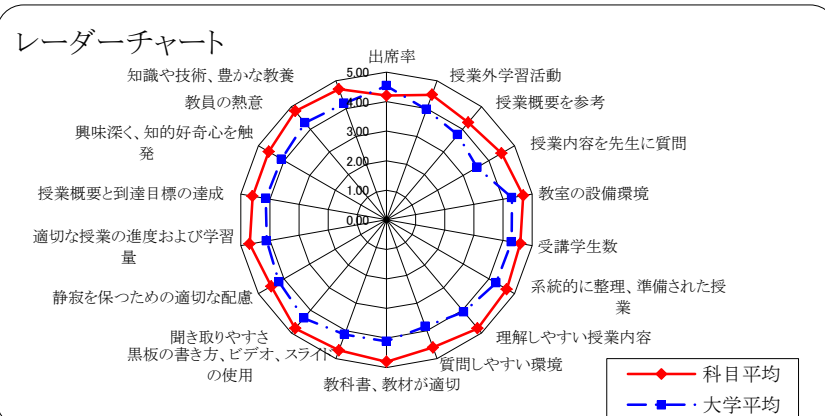 レーダーチャート
出席率
授業外学習活動
授業概要を参考
授業内容を先生に質問
教室の設備環境
受講学生数
系統的に整理、準備された授
業
理解しやすい授業内容
質問しやすい環境
教科書、教材が適切
黒板の書き方、ビデオ、スライド
の使用
聞き取りやすさ
静寂を保つための適切な配慮
適切な授業の進度および学習
量
授業概要と到達目標の達成
興味深く、知的好奇心を触
発
教員の熱意
知識や技術、豊かな教養
5.00
4.00
3.00
2.00
1.00
0.00
科目平均
大学平均